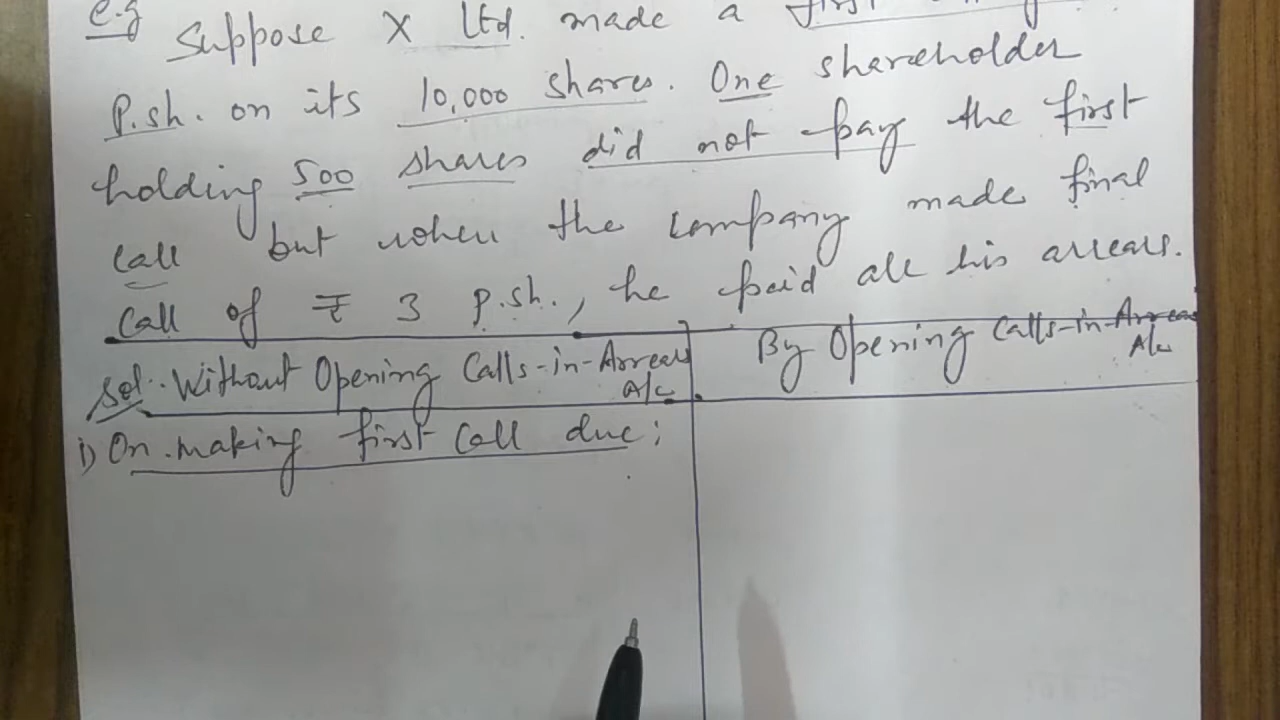 e.g Suppose X Ltd. made a first
P.sh. on its 10,000 shares. One shareholder
holding 500 shares did not pay the first
Call but when the company made final
Call of ₹ 3 p.sh., he paid all his arrears.
Sol:. Without Opening Calls-in-Arrears A/c
By Opening Calls-in-Arrears A/c
i) On making first Call due: